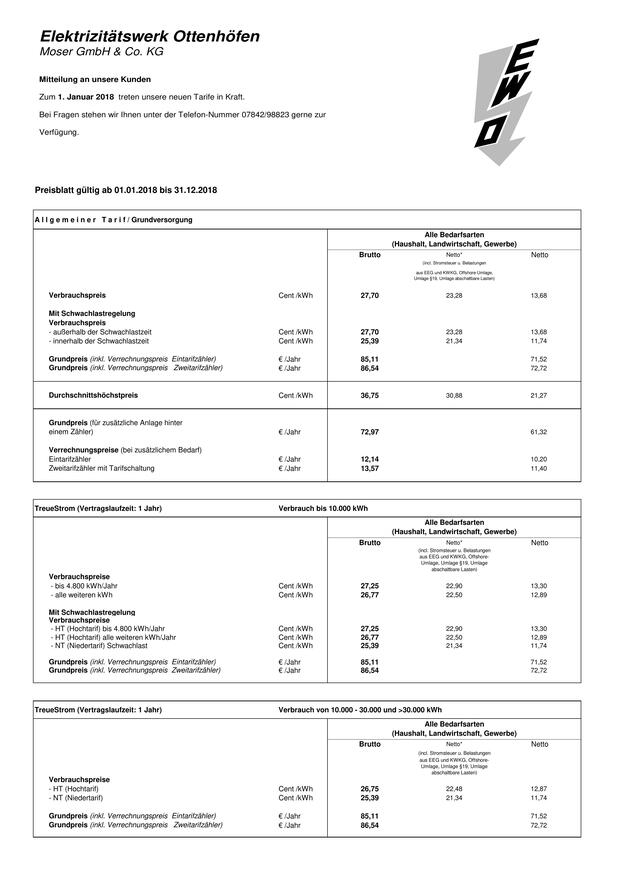 Elektrizitätswerk Ottenhöfen
Moser GmbH & Co. KG
EWO
Mitteilung an unsere Kunden
Zum 1. Januar 2018 treten unsere neuen Tarife in Kraft.
Bei Fragen stehen wir Ihnen unter der Telefon-Nummer 07842/98823 gerne zur
Verfügung.
Preisblatt gültig ab 01.01.2018 bis 31.12.2018
Allgemeiner Tarif / Grundversorgung
Alle Bedarfsarten
(Haushalt, Landwirtschaft, Gewerbe)
Brutto Netto* Netto
(incl. Stromsteuer u. Belastungen
aus EEG und KWKG, Offshore Umlage,
Umlage §19, Umlage abschaltbare Lasten)
Verbrauchspreis Cent /kWh 27,70 23,28 13,68
Mit Schwachlastregelung
Verbrauchspreis
- außerhalb der Schwachlastzeit Cent /kWh 27,70 23,28 13,68
- innerhalb der Schwachlastzeit Cent /kWh 25,39 21,34 11,74
Grundpreis (inkl. Verrechnungspreis Eintarifzähler) € /Jahr 85,11 71,52
Grundpreis (inkl. Verrechnungspreis Zweitarifzähler) € /Jahr 86,54 72,72
Durchschnittshöchstpreis Cent /kWh 36,75 30,88 21,27
Grundpreis (für zusätzliche Anlage hinter
einem Zähler) € /Jahr 72,97 61,32
Verrechnungspreise (bei zusätzlichem Bedarf)
Eintarifzähler € /Jahr 12,14 10,20
Zweitarifzähler mit Tarifschaltung € /Jahr 13,57 11,40
TreueStrom (Vertragslaufzeit: 1 Jahr) Verbrauch bis 10.000 kWh
Alle Bedarfsarten
(Haushalt, Landwirtschaft, Gewerbe)
Brutto Netto* Netto
(incl. Stromsteuer u. Belastungen
aus EEG und KWKG, Offshore-
Umlage, Umlage §19, Umlage
abschaltbare Lasten)
Verbrauchspreise
- bis 4.800 kWh/Jahr Cent /kWh 27,25 22,90 13,30
- alle weiteren kWh Cent /kWh 26,77 22,50 12,89
Mit Schwachlastregelung
Verbrauchspreise
- HT (Hochtarif) bis 4.800 kWh/Jahr Cent /kWh 27,25 22,90 13,30
- HT (Hochtarif) alle weiteren kWh/Jahr Cent /kWh 26,77 22,50 12,89
- NT (Niedertarif) Schwachlast Cent /kWh 25,39 21,34 11,74
Grundpreis (inkl. Verrechnungspreis Eintarifzähler) € /Jahr 85,11 71,52
Grundpreis (inkl. Verrechnungspreis Zweitarifzähler) € /Jahr 86,54 72,72
TreueStrom (Vertragslaufzeit: 1 Jahr) Verbrauch von 10.000 - 30.000 und >30.000 kWh
Alle Bedarfsarten
(Haushalt, Landwirtschaft, Gewerbe)
Brutto Netto* Netto
(incl. Stromsteuer u. Belastungen
aus EEG und KWKG, Offshore-
Umlage, Umlage §19, Umlage
abschaltbare Lasten)
Verbrauchspreise
- HT (Hochtarif) Cent /kWh 26,75 22,48 12,87
- NT (Niedertarif) Cent /kWh 25,39 21,34 11,74
Grundpreis (inkl. Verrechnungspreis Eintarifzähler) € /Jahr 85,11 71,52
Grundpreis (inkl. Verrechnungspreis Zweitarifzähler) € /Jahr 86,54 72,72